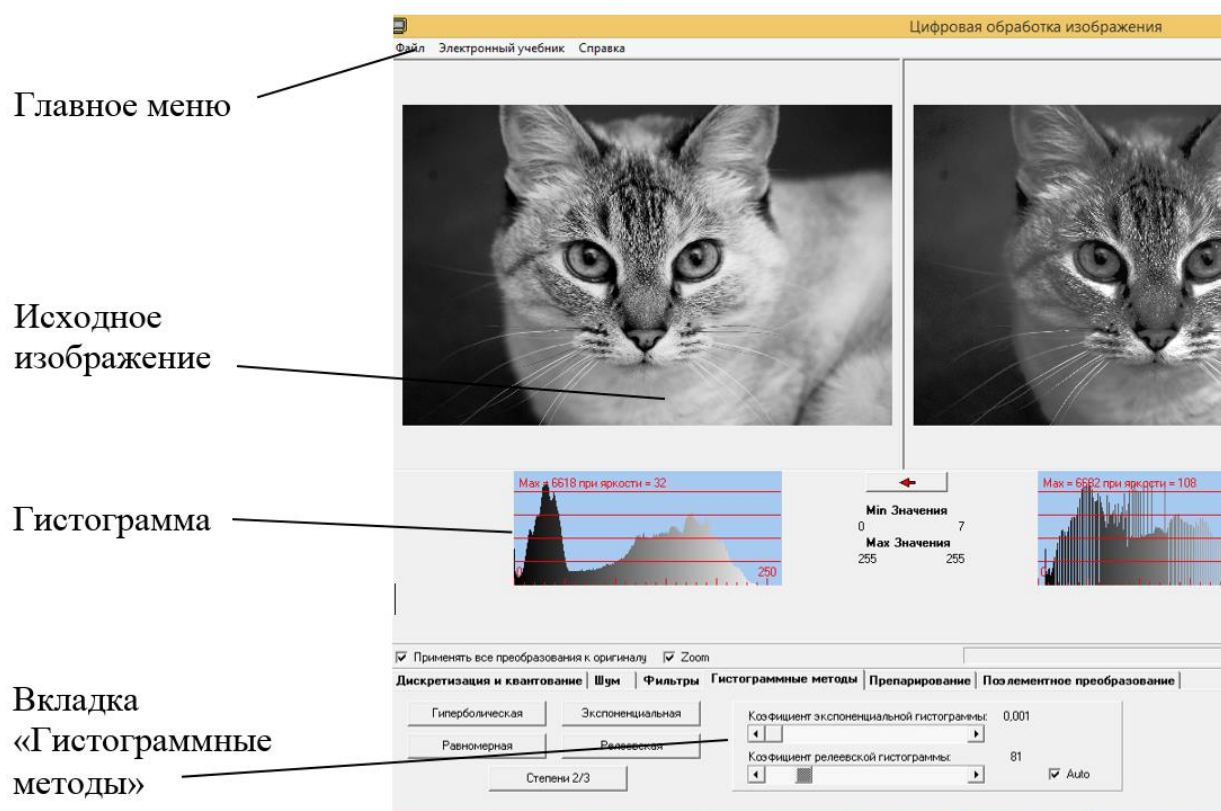 Цифровая обработка изображения
Файл Электронный учебник Справка
Главное меню
Исходное
изображение
Гистограмма
Max = 6618 при яркости = 32
0
250
Min Значения
0 7
Max Значения
255 255
Max = 6682 при яркости = 108
0
Применять все преобразования к оригиналу Zoom
Дискретизация и квантование Шум Фильтры Гистограммные методы Препарирование Поэлементное преобразование
Вкладка
«Гистограммные
методы»
Гиперболическая Экспоненциальная
Равномерная Релеевская
Степени 2/3
Коэфициент экспоненциальной гистограммы: 0,001
Коэфициент релеевской гистограммы: 81
Auto